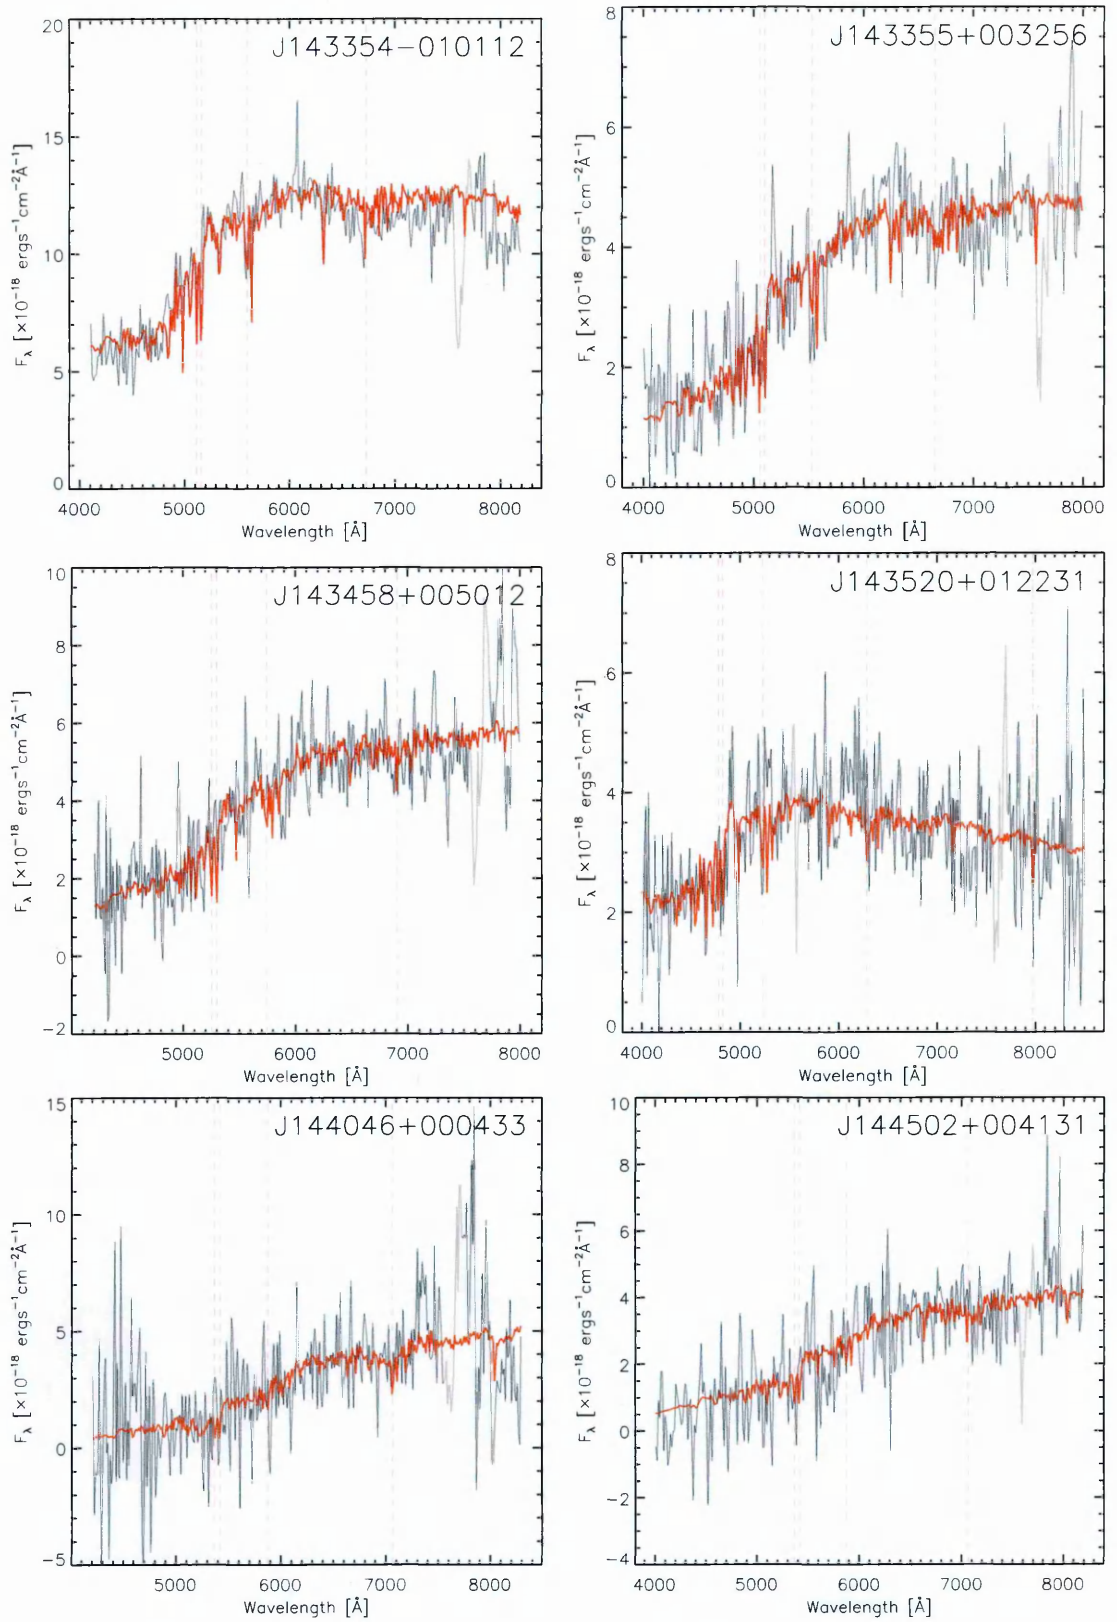 J143354−010112
20
15
10
5
0
F_λ [×10⁻¹⁸ ergs⁻¹cm⁻²Å⁻¹]
4000 5000 6000 7000 8000
Wavelength [Å]
J143355+003256
8
6
4
2
0
F_λ [×10⁻¹⁸ ergs⁻¹cm⁻²Å⁻¹]
4000 5000 6000 7000 8000
Wavelength [Å]
J143458+005012
10
8
6
4
2
0
−2
F_λ [×10⁻¹⁸ ergs⁻¹cm⁻²Å⁻¹]
5000 6000 7000 8000
Wavelength [Å]
J143520+012231
8
6
4
2
0
F_λ [×10⁻¹⁸ ergs⁻¹cm⁻²Å⁻¹]
4000 5000 6000 7000 8000
Wavelength [Å]
J144046+000433
15
10
5
0
−5
F_λ [×10⁻¹⁸ ergs⁻¹cm⁻²Å⁻¹]
5000 6000 7000 8000
Wavelength [Å]
J144502+004131
10
8
6
4
2
0
−2
−4
F_λ [×10⁻¹⁸ ergs⁻¹cm⁻²Å⁻¹]
4000 5000 6000 7000 8000
Wavelength [Å]